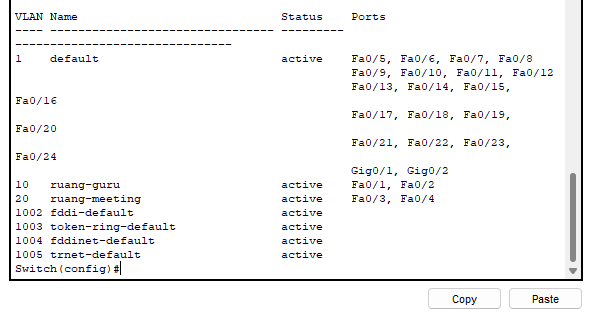 VLAN Name                             Status    Ports
---- -------------------------------- ---------
-------------------------------
1    default                          active    Fa0/5, Fa0/6, Fa0/7, Fa0/8
                                                Fa0/9, Fa0/10, Fa0/11, Fa0/12
                                                Fa0/13, Fa0/14, Fa0/15,
Fa0/16
                                                Fa0/17, Fa0/18, Fa0/19,
Fa0/20
                                                Fa0/21, Fa0/22, Fa0/23,
Fa0/24
                                                Gig0/1, Gig0/2
10   ruang-guru                       active    Fa0/1, Fa0/2
20   ruang-meeting                    active    Fa0/3, Fa0/4
1002 fddi-default                     active
1003 token-ring-default               active
1004 fddinet-default                  active
1005 trnet-default                    active
Switch(config)#
Copy Paste